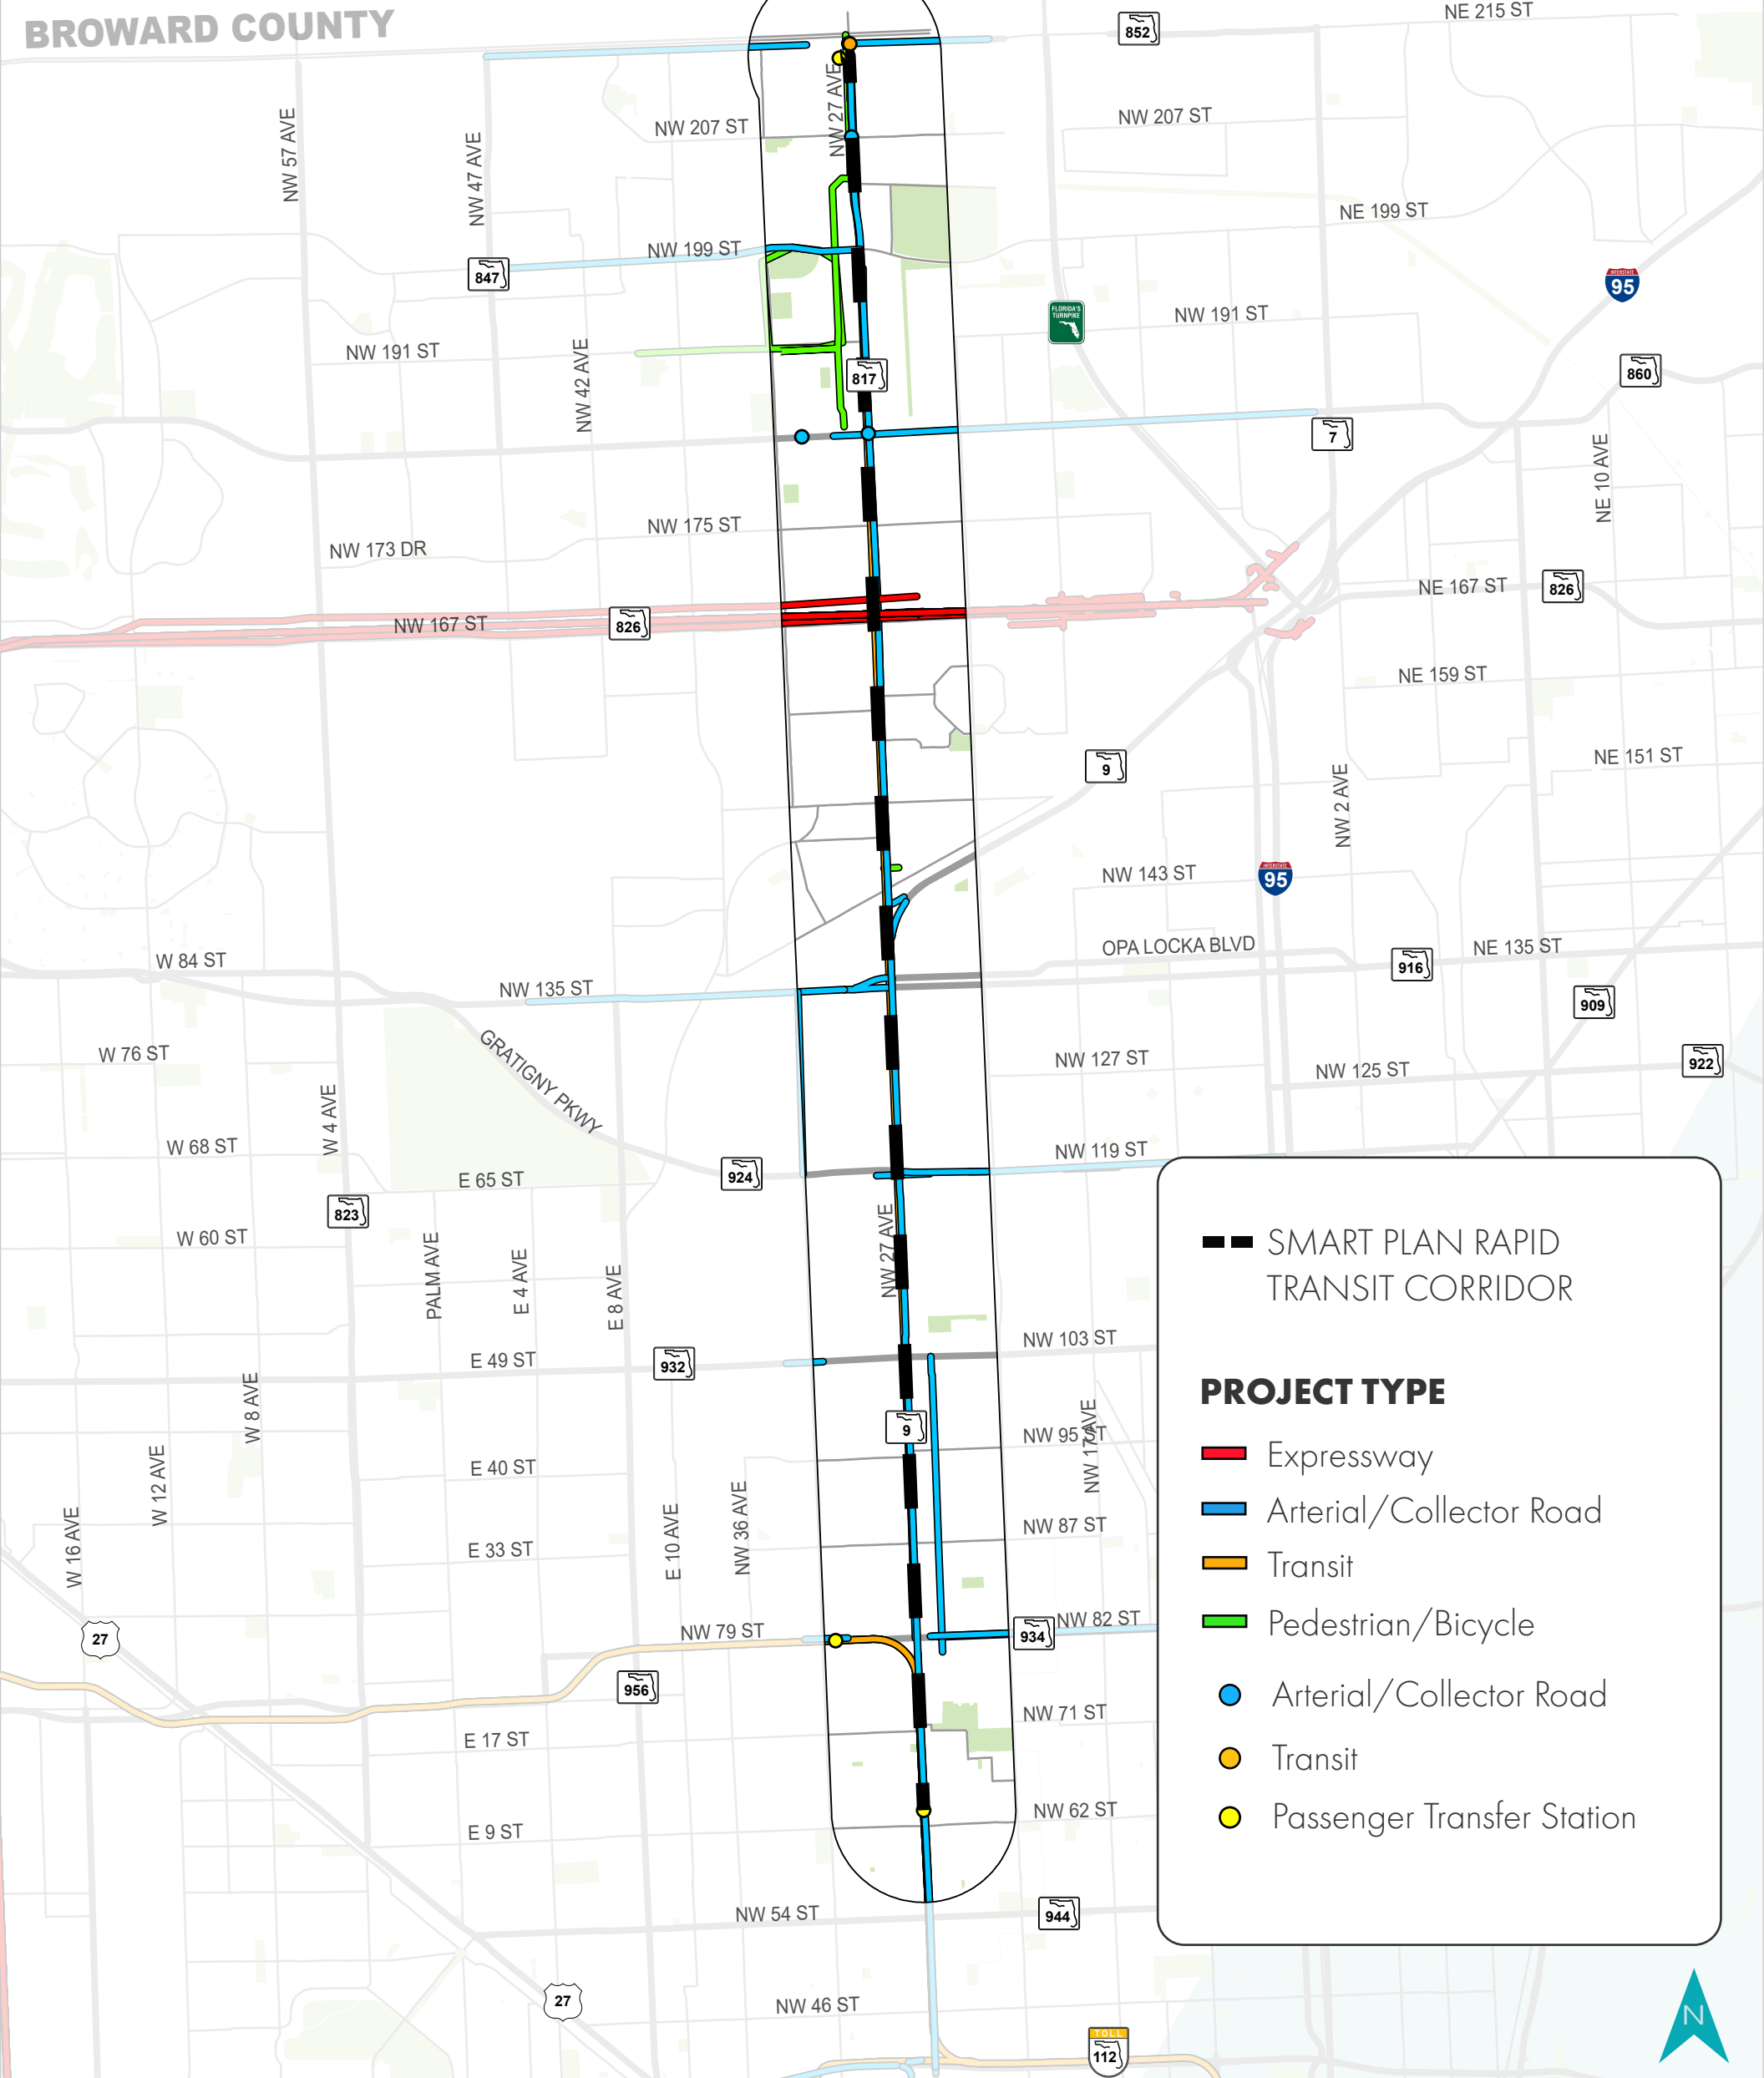 BROWARD COUNTY
852
NE 215 ST
NW 27 AVE
NW 57 AVE
NW 47 AVE
NW 207 ST
NW 207 ST
NE 199 ST
NW 199 ST
847
INTERSTATE
95
FLORIDA'S
TURNPIKE
NW 191 ST
NW 191 ST
NW 42 AVE
817
860
7
NE 10 AVE
NW 175 ST
NW 173 DR
NE 167 ST
826
NW 167 ST
826
NE 159 ST
NE 151 ST
9
NW 2 AVE
NW 143 ST
INTERSTATE
95
W 84 ST
OPA LOCKA BLVD
916
NE 135 ST
NW 135 ST
909
GRATIGNY PKWY
W 76 ST
NW 127 ST
NW 125 ST
922
W 4 AVE
W 68 ST
NW 119 ST
924
E 65 ST
823
W 60 ST
PALM AVE
E 4 AVE
E 8 AVE
NW 27 AVE
NW 103 ST
E 49 ST
932
W 8 AVE
9
NW 95 ST
NW 17 AVE
E 40 ST
W 12 AVE
W 16 AVE
E 10 AVE
NW 36 AVE
NW 87 ST
E 33 ST
27
NW 79 ST
934
NW 82 ST
956
NW 71 ST
E 17 ST
NW 62 ST
E 9 ST
NW 54 ST
944
27
NW 46 ST
TOLL
112
SMART PLAN RAPID
TRANSIT CORRIDOR
PROJECT TYPE
Expressway
Arterial/Collector Road
Transit
Pedestrian/Bicycle
Arterial/Collector Road
Transit
Passenger Transfer Station
N